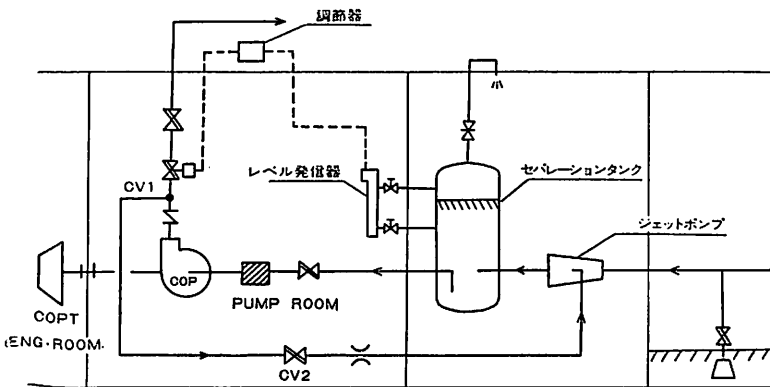 調節器
レベル発信器
セパレーションタンク
CV1
ジェットポンプ
COP
PUMP ROOM
COPT
(ENG・ROOM.
CV2